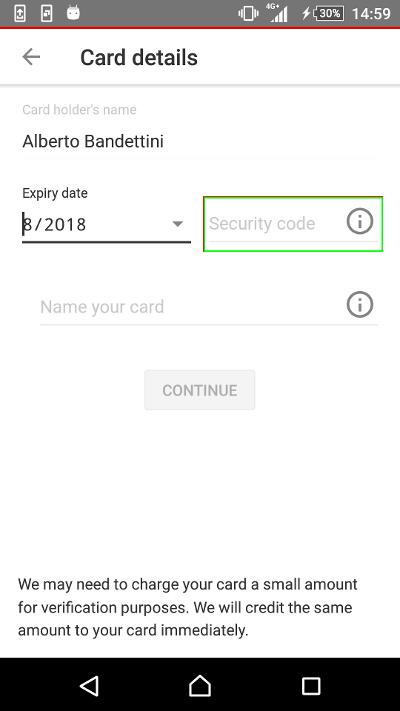 4G+
30%
14:59
Card details
Card holder's name
Alberto Bandettini
Expiry date
8/2018
Security code
Name your card
CONTINUE
We may need to charge your card a small amount
for verification purposes. We will credit the same
amount to your card immediately.